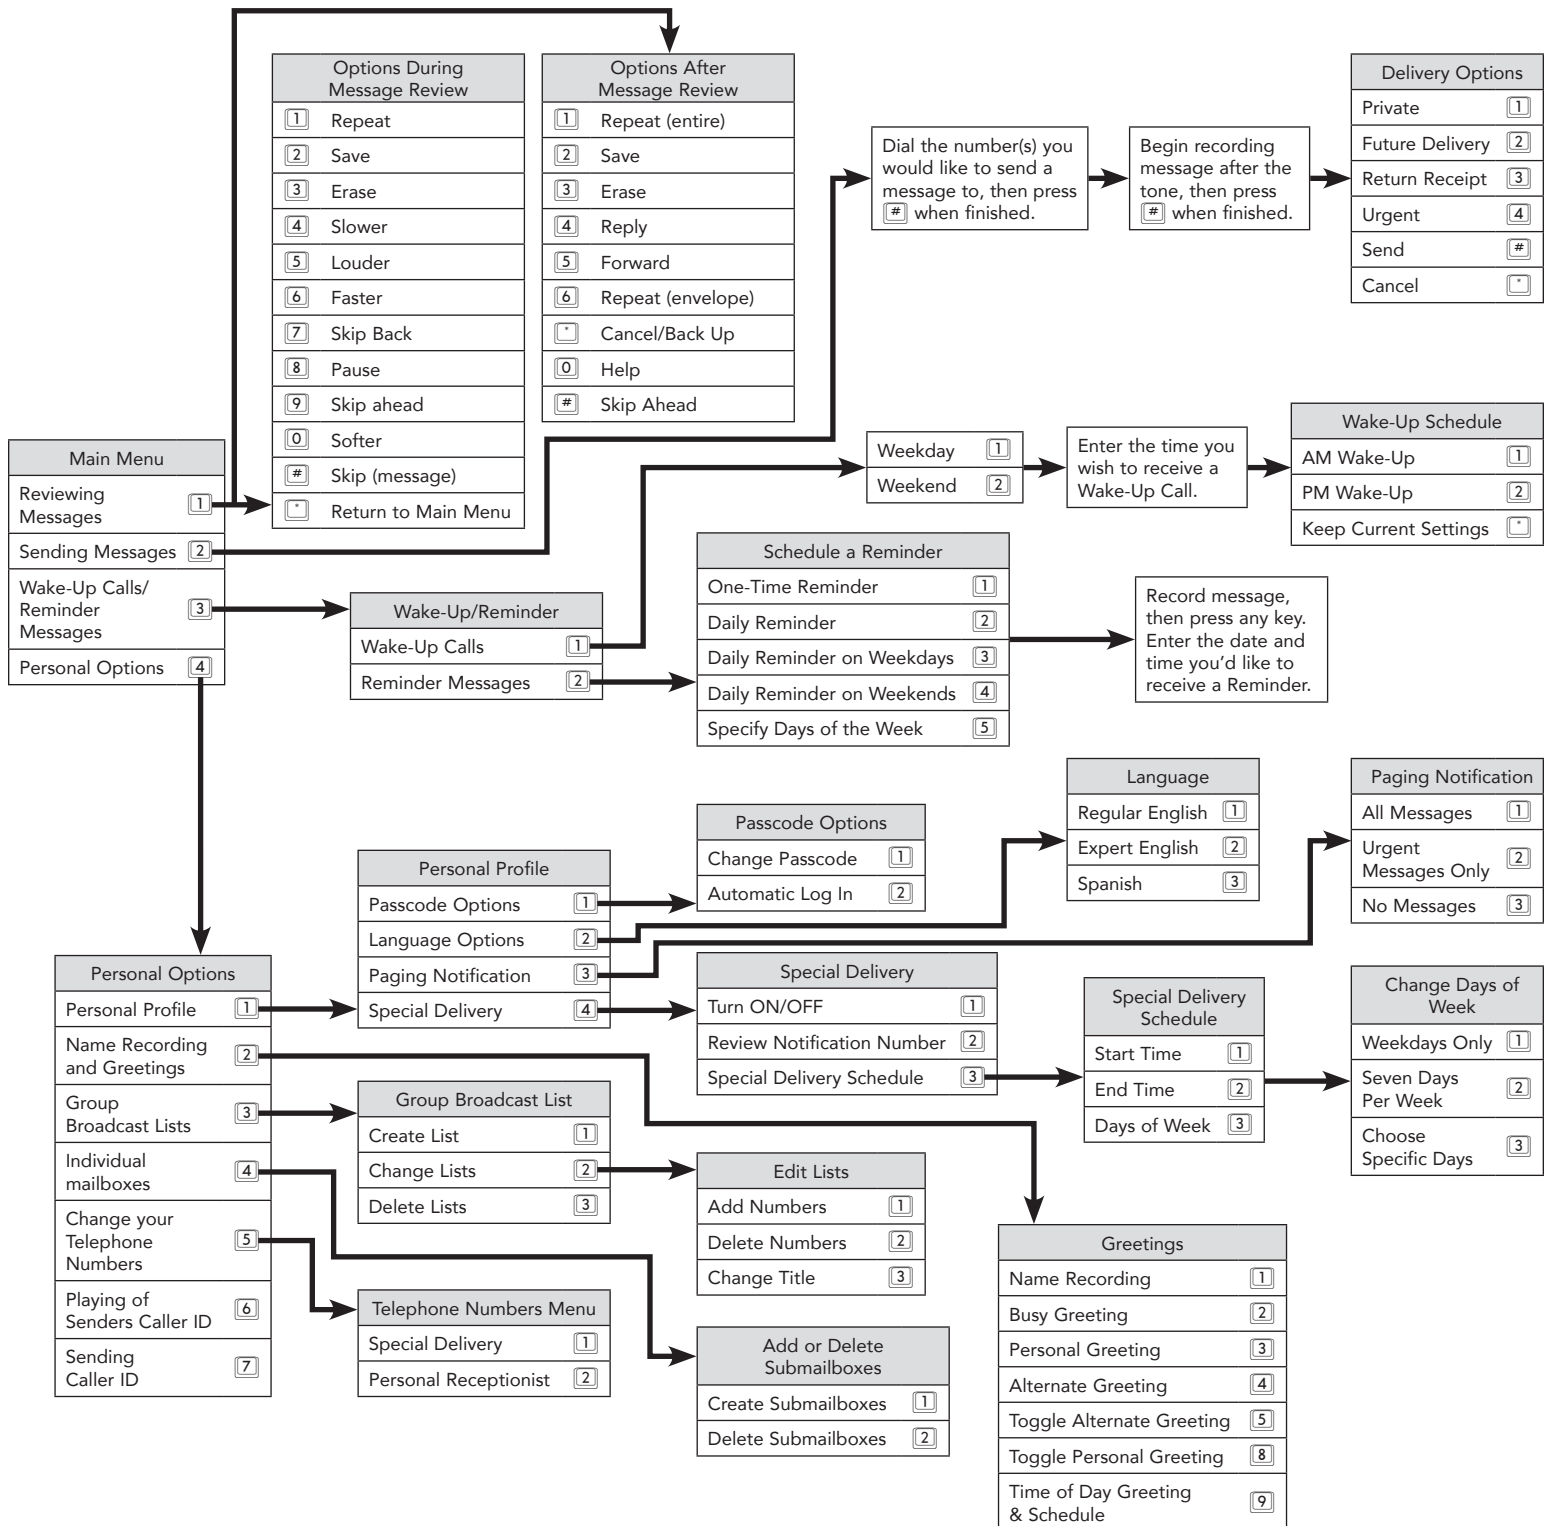 Options During
Message Review
1 Repeat
2 Save
3 Erase
4 Slower
5 Louder
6 Faster
7 Skip Back
8 Pause
9 Skip ahead
0 Softer
# Skip (message)
* Return to Main Menu
Options After
Message Review
1 Repeat (entire)
2 Save
3 Erase
4 Reply
5 Forward
6 Repeat (envelope)
* Cancel/Back Up
0 Help
# Skip Ahead
Dial the number(s) you
would like to send a
message to, then press
# when finished.
Begin recording
message after the
tone, then press
# when finished.
Delivery Options
Private 1
Future Delivery 2
Return Receipt 3
Urgent 4
Send #
Cancel *
Main Menu
Reviewing
Messages 1
Sending Messages 2
Wake-Up Calls/
Reminder 3
Messages
Personal Options 4
Weekday 1
Weekend 2
Enter the time you
wish to receive a
Wake-Up Call.
Wake-Up Schedule
AM Wake-Up 1
PM Wake-Up 2
Keep Current Settings *
Wake-Up/Reminder
Wake-Up Calls 1
Reminder Messages 2
Schedule a Reminder
One-Time Reminder 1
Daily Reminder 2
Daily Reminder on Weekdays 3
Daily Reminder on Weekends 4
Specify Days of the Week 5
Record message,
then press any key.
Enter the date and
time you’d like to
receive a Reminder.
Personal Options
Personal Profile 1
Name Recording
and Greetings 2
Group
Broadcast Lists 3
Individual
mailboxes 4
Change your
Telephone 5
Numbers
Playing of
Senders Caller ID 6
Sending
Caller ID 7
Personal Profile
Passcode Options 1
Language Options 2
Paging Notification 3
Special Delivery 4
Passcode Options
Change Passcode 1
Automatic Log In 2
Language
Regular English 1
Expert English 2
Spanish 3
Paging Notification
All Messages 1
Urgent
Messages Only 2
No Messages 3
Special Delivery
Turn ON/OFF 1
Review Notification Number 2
Special Delivery Schedule 3
Special Delivery
Schedule
Start Time 1
End Time 2
Days of Week 3
Change Days of
Week
Weekdays Only 1
Seven Days
Per Week 2
Choose
Specific Days 3
Group Broadcast List
Create List 1
Change Lists 2
Delete Lists 3
Edit Lists
Add Numbers 1
Delete Numbers 2
Change Title 3
Telephone Numbers Menu
Special Delivery 1
Personal Receptionist 2
Add or Delete
Submailboxes
Create Submailboxes 1
Delete Submailboxes 2
Greetings
Name Recording 1
Busy Greeting 2
Personal Greeting 3
Alternate Greeting 4
Toggle Alternate Greeting 5
Toggle Personal Greeting 8
Time of Day Greeting
& Schedule 9